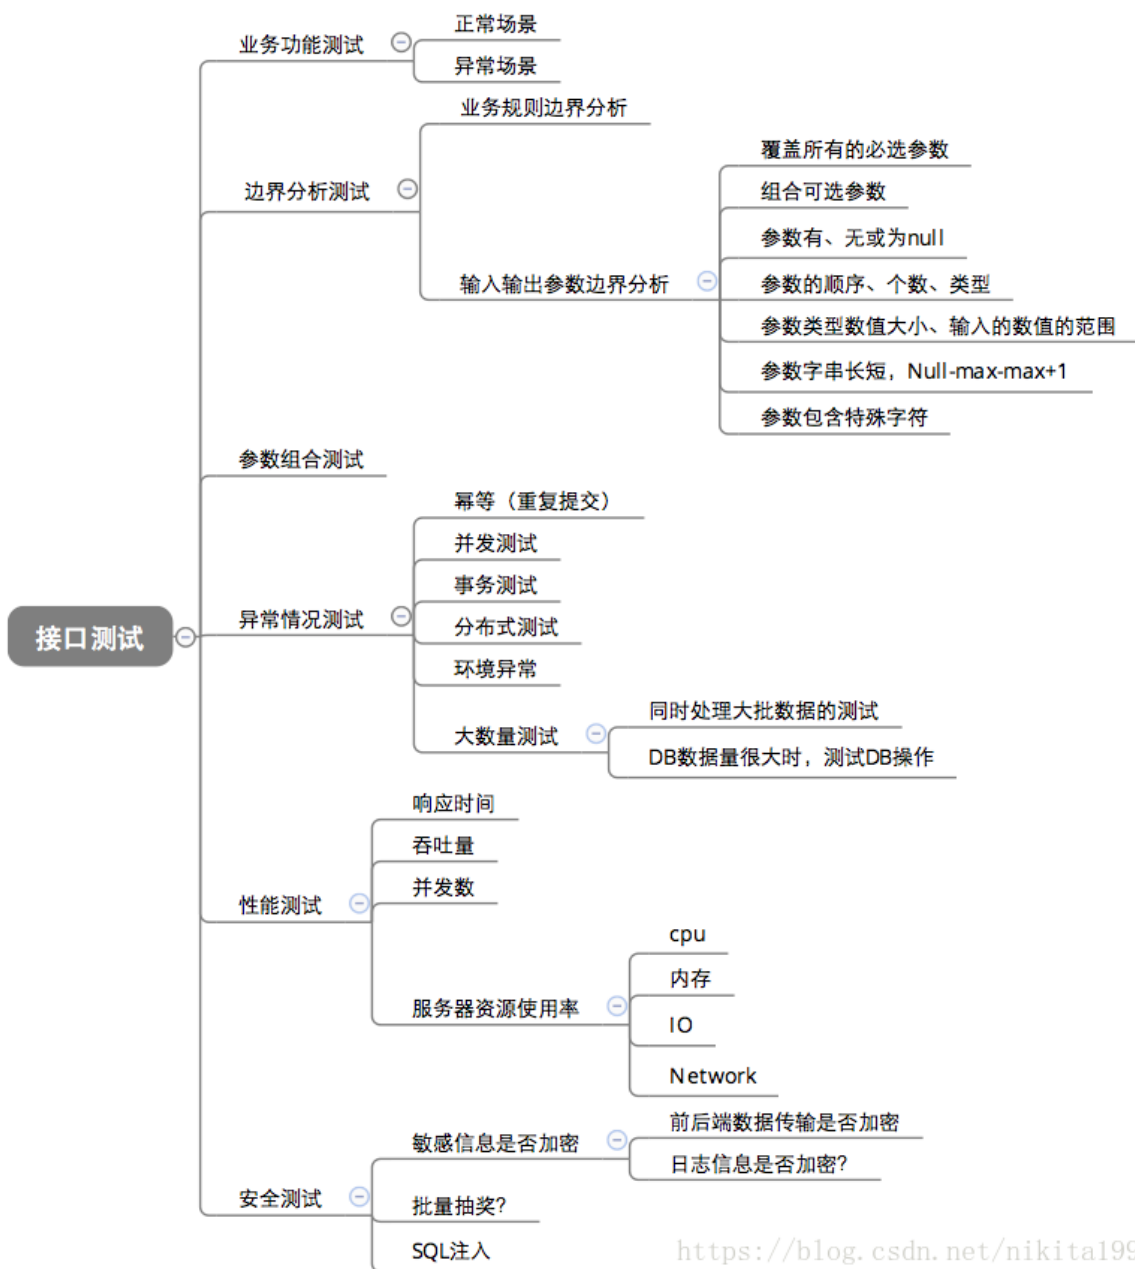 业务功能测试
正常场景
异常场景
边界分析测试
业务规则边界分析
输入输出参数边界分析
覆盖所有的必选参数
组合可选参数
参数有、无或为null
参数的顺序、个数、类型
参数类型数值大小、输入的数值的范围
参数字串长短，Null-max-max+1
参数包含特殊字符
参数组合测试
接口测试
异常情况测试
幂等（重复提交）
并发测试
事务测试
分布式测试
环境异常
大数量测试
同时处理大批数据的测试
DB数据量很大时，测试DB操作
性能测试
响应时间
吞吐量
并发数
服务器资源使用率
cpu
内存
IO
Network
安全测试
敏感信息是否加密
前后端数据传输是否加密
日志信息是否加密?
批量抽奖?
SQL注入
https://blog.csdn.net/nikita199